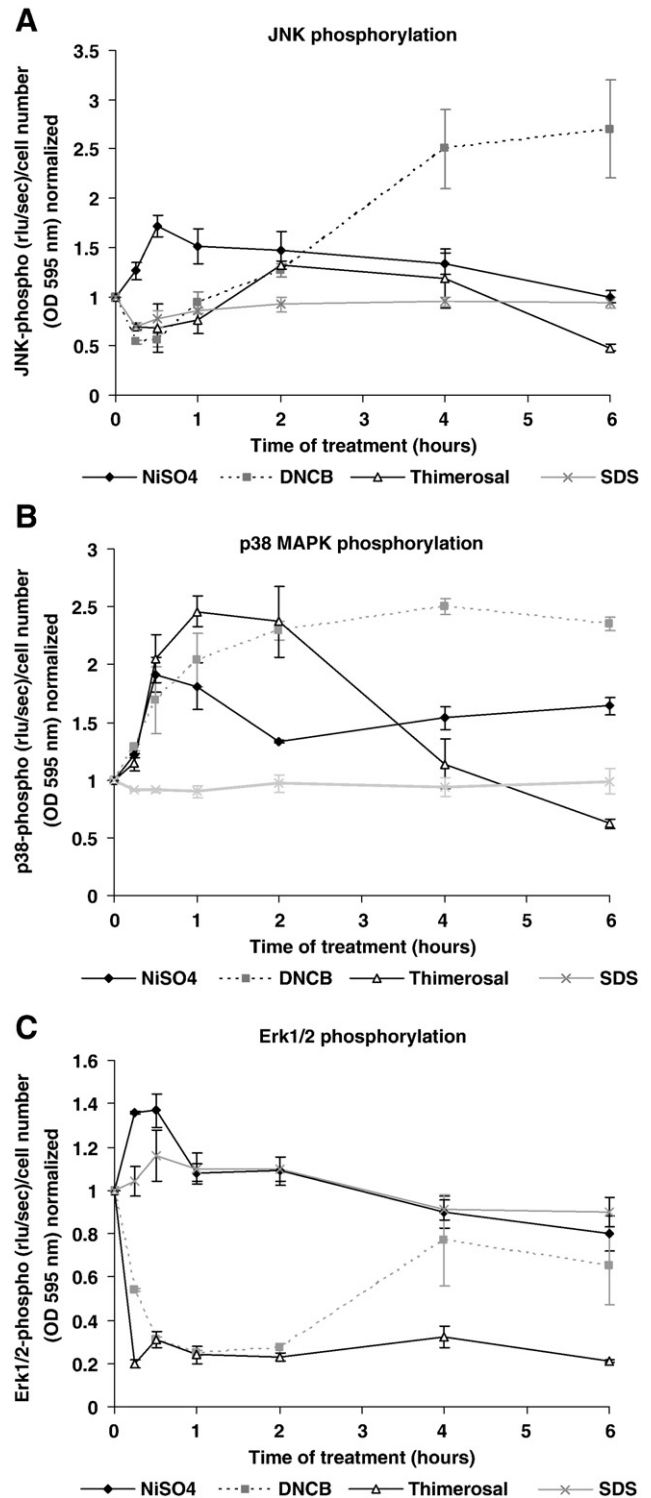 A
JNK phosphorylation
JNK-phospho (rlu/sec)/cell number
(OD 595 nm) normalized
3.5
3
2.5
2
1.5
1
0.5
0
0 1 2 3 4 5 6
Time of treatment (hours)
NiSO4 DNCB Thimerosal SDS
B
p38 MAPK phosphorylation
p38-phospho (rlu/sec)/cell number
(OD 595 nm) normalized
3
2.5
2
1.5
1
0.5
0
0 1 2 3 4 5 6
Time of treatment (hours)
NiSO4 DNCB Thimerosal SDS
C
Erk1/2 phosphorylation
Erk1/2-phospho (rlu/sec)/cell number
(OD 595 nm) normalized
1.6
1.4
1.2
1
0.8
0.6
0.4
0.2
0
0 1 2 3 4 5 6
Time of treatment (hours)
NiSO4 DNCB Thimerosal SDS